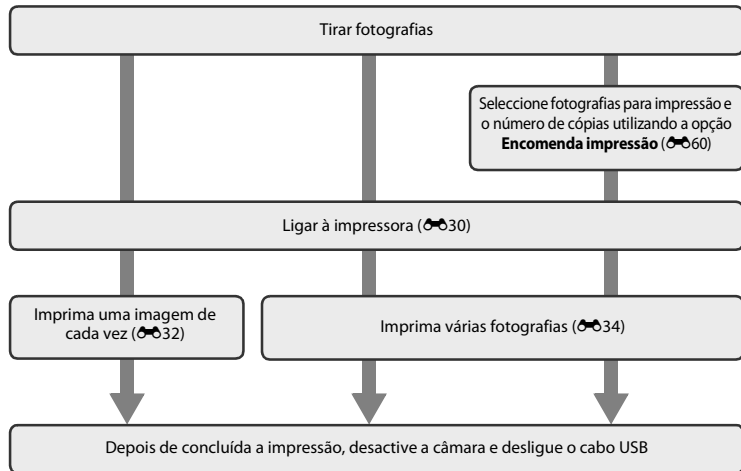 Tirar fotografias
Seleccione fotografias para impressão e
o número de cópias utilizando a opção
Encomenda impressão (60)
Ligar à impressora (30)
Imprima uma imagem de
cada vez (32)
Imprima várias fotografias (34)
Depois de concluída a impressão, desactive a câmara e desligue o cabo USB